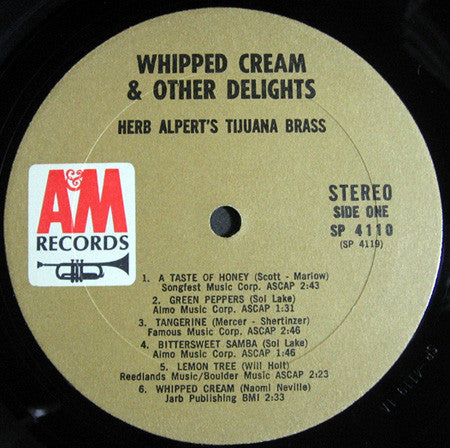 WHIPPED CREAM
& OTHER DELIGHTS
HERB ALPERT'S TIJUANA BRASS
A&M
RECORDS
STEREO
SIDE ONE
SP 4110
(SP 4119)
1. A TASTE OF HONEY (Scott - Marlow)
Songfest Music Corp. ASCAP 2:43
2. GREEN PEPPERS (Sol Lake)
Almo Music Corp. ASCAP 1:31
3. TANGERINE (Mercer - Shertinzer)
Famous Music Corp. ASCAP 2:46
4. BITTERSWEET SAMBA (Sol Lake)
Almo Music Corp. ASCAP 1:46
5. LEMON TREE (Will Holt)
Reedlands Music/Boulder Music ASCAP 2:23
6. WHIPPED CREAM (Naomi Neville)
Jarb Publishing BMI 2:33